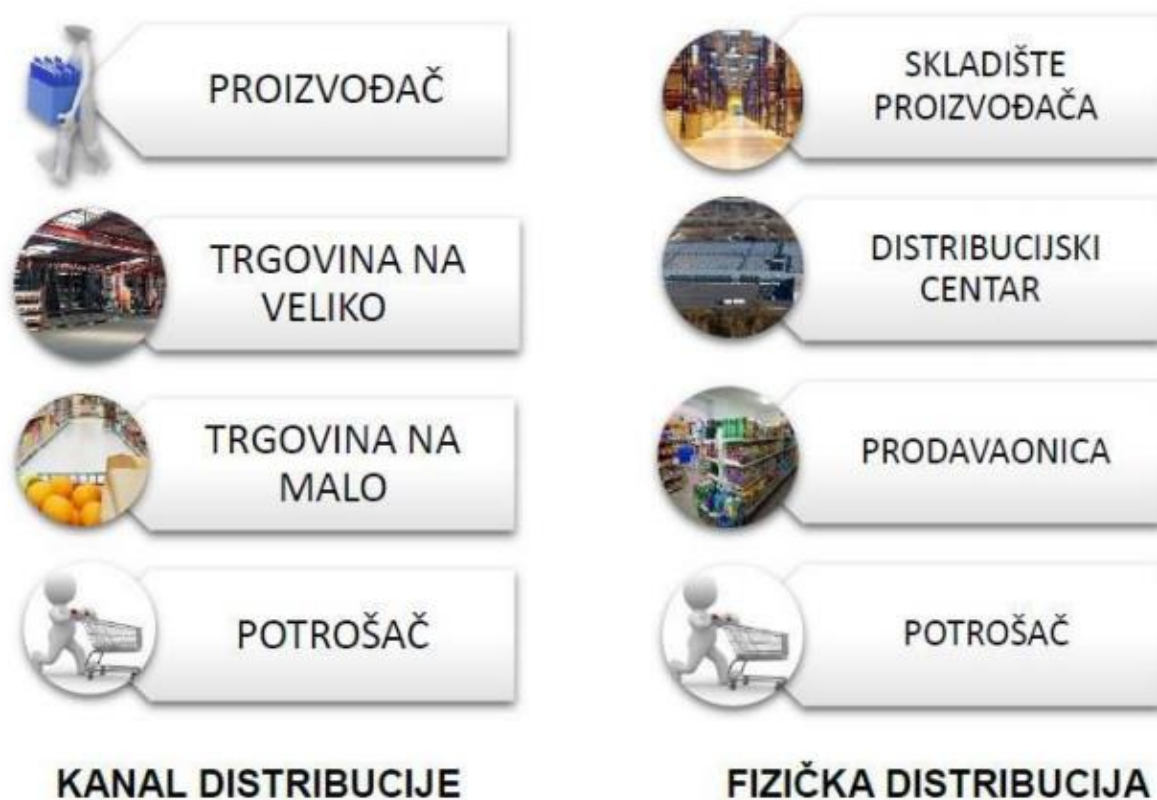 PROIZVOĐAČ
TRGOVINA NA
VELIKO
TRGOVINA NA
MALO
POTROŠAČ
KANAL DISTRIBUCIJE
SKLADIŠTE
PROIZVOĐAČA
DISTRIBUCIJSKI
CENTAR
PRODAVAONICA
POTROŠAČ
FIZIČKA DISTRIBUCIJA